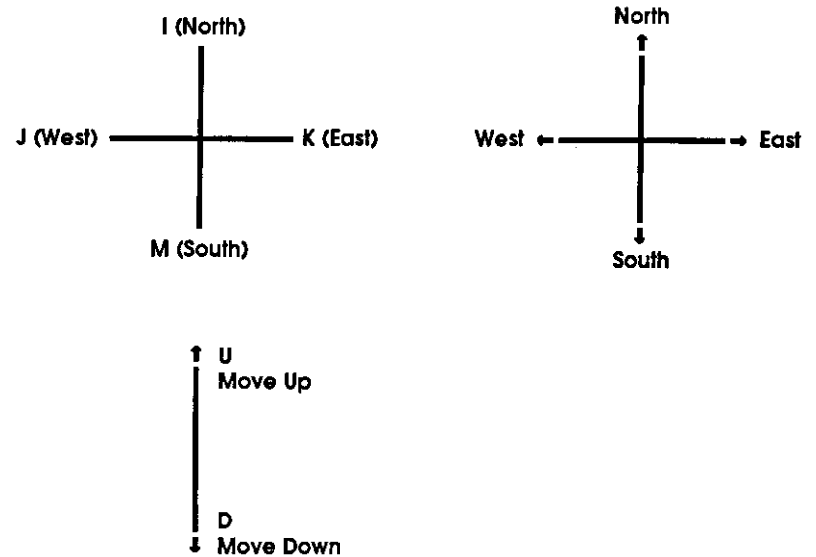 I (North)
J (West)
K (East)
M (South)
North
West
East
South
U
Move Up
D
Move Down